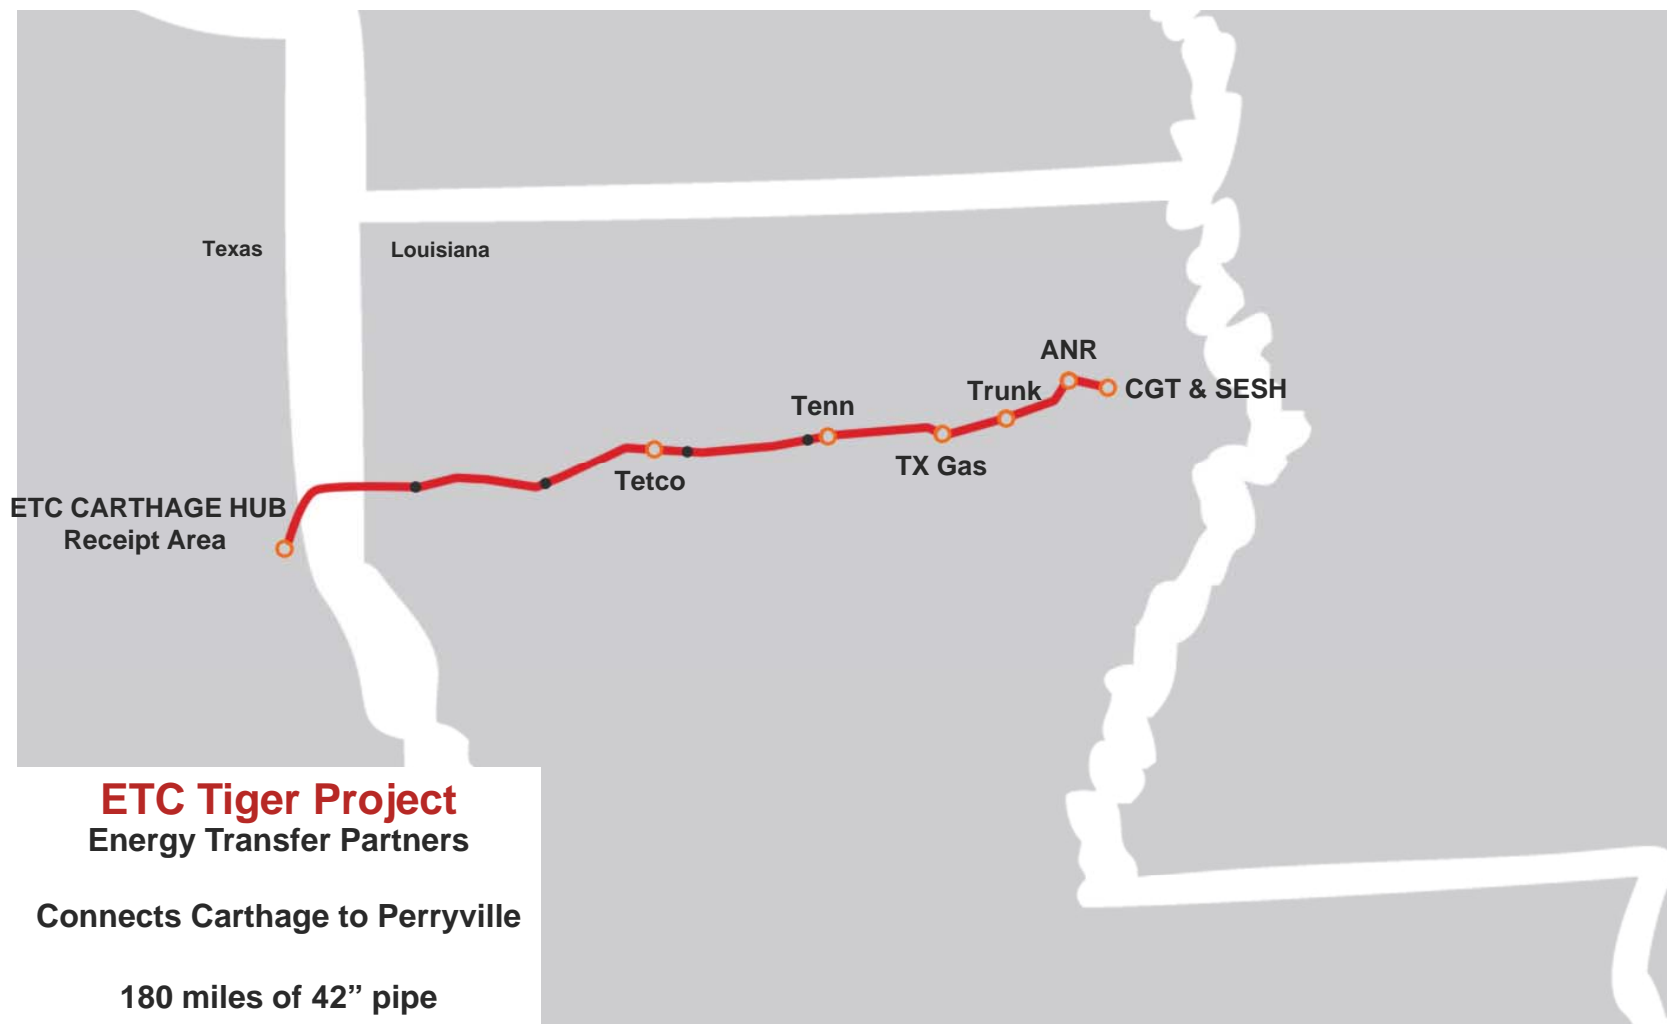 Texas
Louisiana
ANR
Trunk
CGT & SESH
Tenn
TX Gas
Tetco
ETC CARTHAGE HUB
Receipt Area
ETC Tiger Project
Energy Transfer Partners
Connects Carthage to Perryville
180 miles of 42” pipe